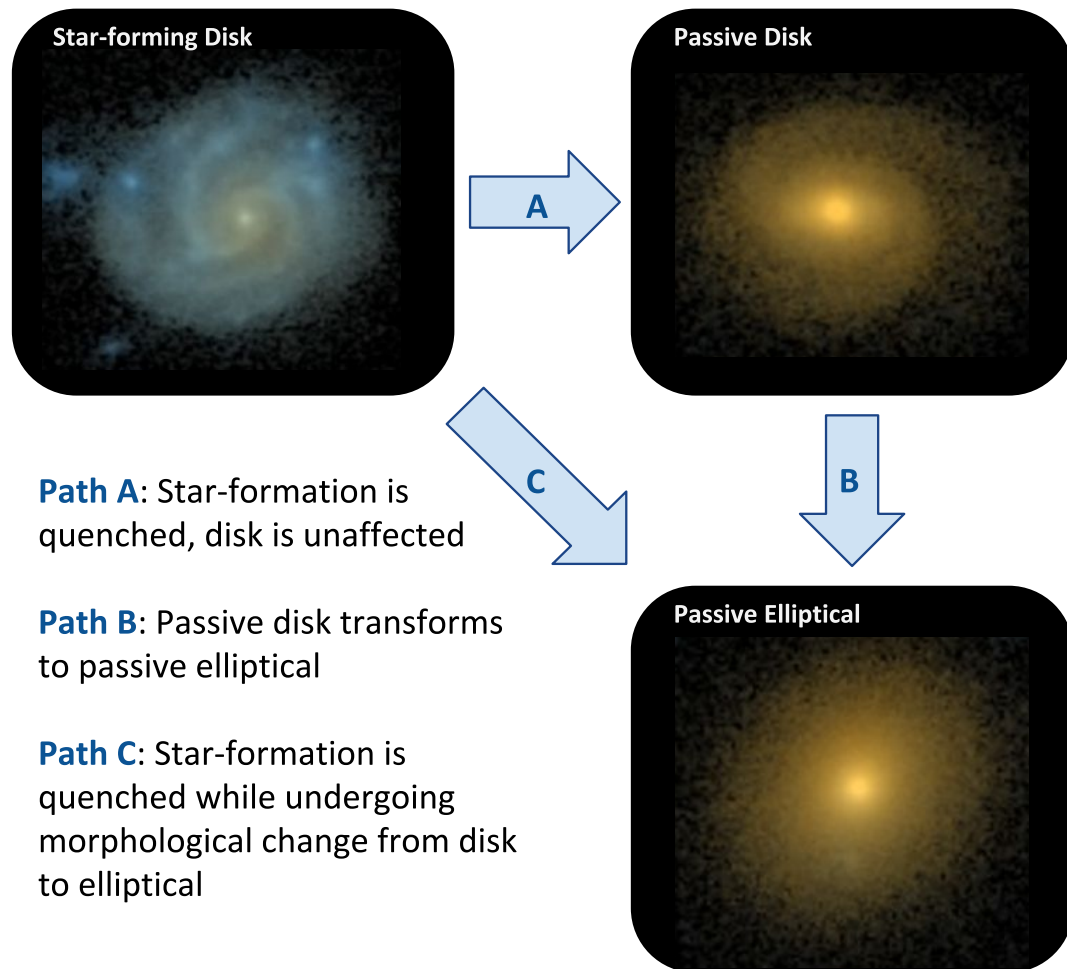 Star-forming Disk
Passive Disk
A
C
B
Path A: Star-formation is
quenched, disk is unaffected
Path B: Passive disk transforms
to passive elliptical
Path C: Star-formation is
quenched while undergoing
morphological change from disk
to elliptical
Passive Elliptical